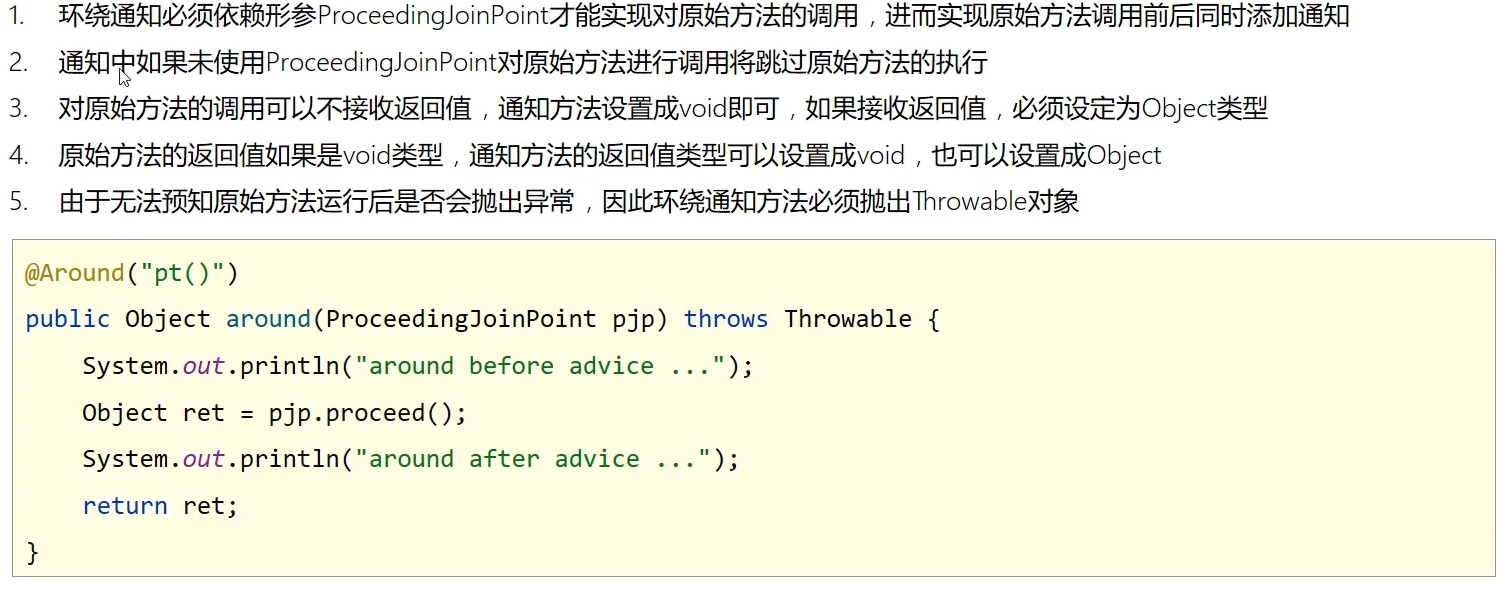 1. 环绕通知必须依赖形参ProceedingJoinPoint才能实现对原始方法的调用，进而实现原始方法调用前后同时添加通知
2. 通知中如果未使用ProceedingJoinPoint对原始方法进行调用将跳过原始方法的执行
3. 对原始方法的调用可以不接收返回值，通知方法设置成void即可，如果接收返回值，必须设定为Object类型
4. 原始方法的返回值如果是void类型，通知方法的返回值类型可以设置成void，也可以设置成Object
5. 由于无法预知原始方法运行后是否会抛出异常，因此环绕通知方法必须抛出Throwable对象
@Around("pt()")
public Object around(ProceedingJoinPoint pjp) throws Throwable {
    System.out.println("around before advice ...");
    Object ret = pjp.proceed();
    System.out.println("around after advice ...");
    return ret;
}